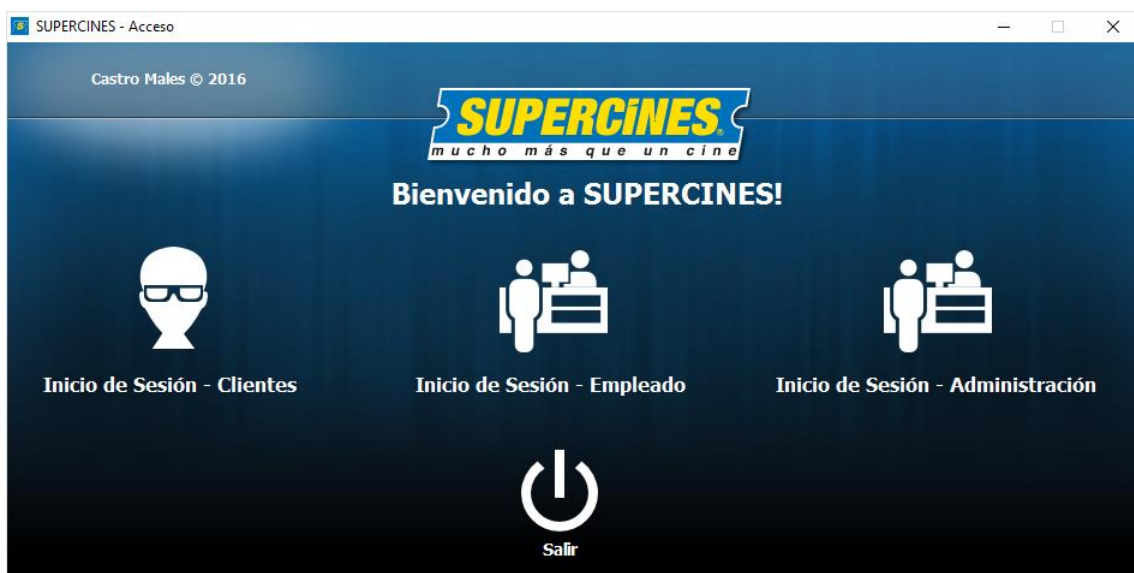 SUPERCINES - Acceso
Castro Males © 2016
SUPERCiNES®
mucho más que un cine
Bienvenido a SUPERCINES!
Inicio de Sesión - Clientes
Inicio de Sesión - Empleado
Inicio de Sesión - Administración
Salir